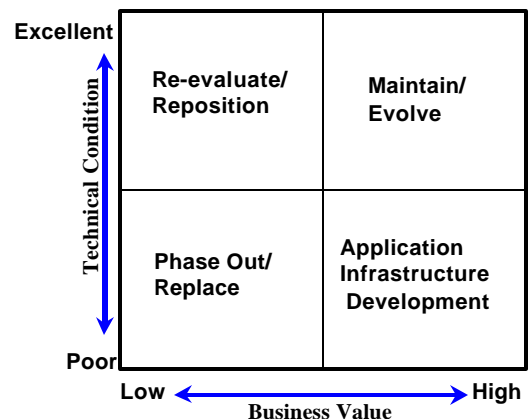 Excellent
Technical Condition
Re-evaluate/
Reposition
Maintain/
Evolve
Phase Out/
Replace
Application
Infrastructure
Development
Poor
Low
High
Business Value